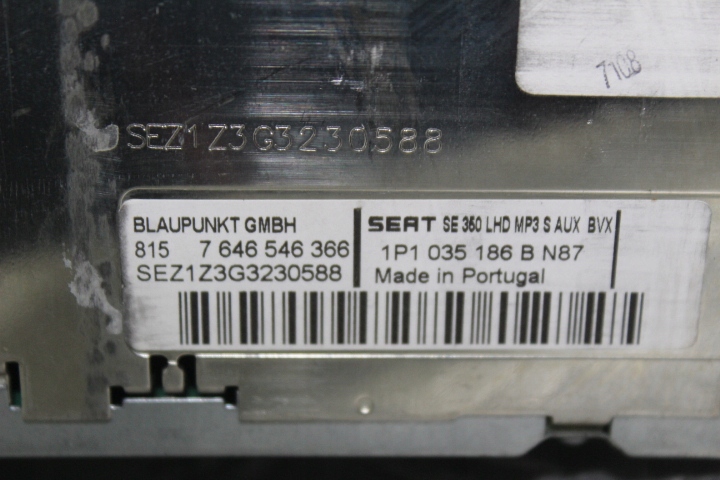 7108
SEZ1Z3G3230588
BLAUPUNKT GMBH
815 7 646 546 366
SEZ1Z3G3230588
SEAT SE 350 LHD MP3 S AUX BVX
1P1 035 186 B N87
Made in Portugal